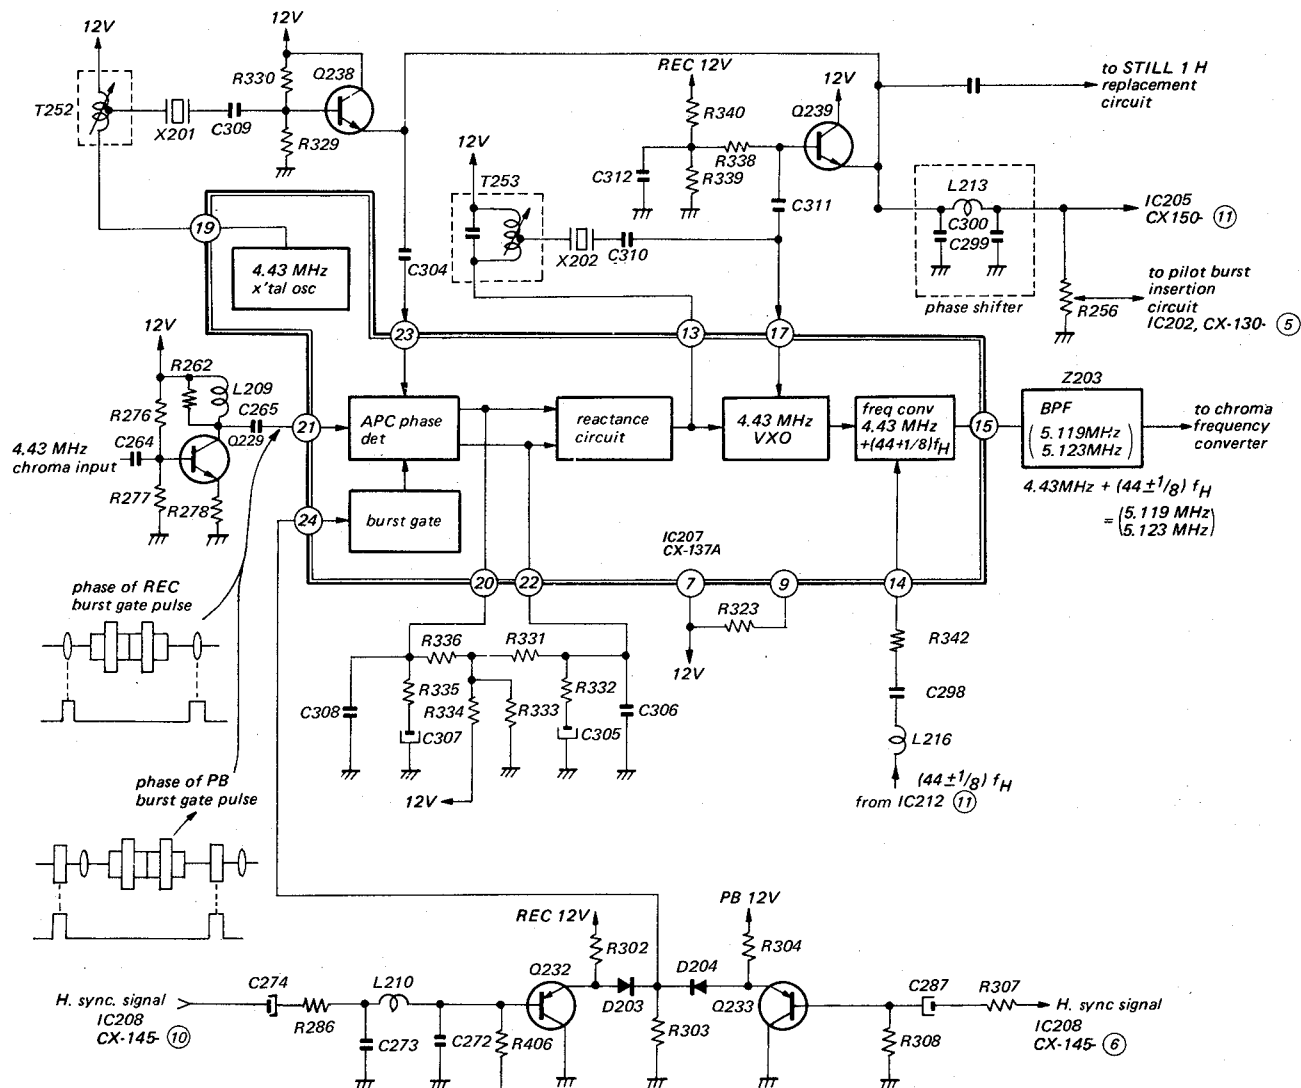 12V
12V
R330
Q238
T252
X201
C309
R329
REC 12V
12V
R340
Q239
to STILL 1 H
replacement
circuit
12V
T253
R338
C312
R339
C311
L213
C300
C299
phase shifter
IC205
CX150- 11
19
4.43 MHz
x'tal osc
C304
X202
C310
R256
to pilot burst
insertion
circuit
IC202, CX-130- 5
23
13
17
12V
R262
L209
R276
C265
C264
Q229
4.43 MHz
chroma input
R277
R278
21
APC phase
det
reactance
circuit
4.43 MHz
VXO
freq conv
4.43 MHz
+(44+1/8)fH
15
Z203
BPF
(5.119MHz
5.123MHz)
to chroma
frequency
converter
4.43MHz + (44±1/8) fH
= (5.119 MHz
5.123 MHz)
24
burst gate
IC207
CX-137A
20
22
7
9
14
phase of REC
burst gate pulse
R323
12V
R336
R331
R342
R335
R334
R333
R332
C308
C307
C305
C306
C298
L216
12V
(44±1/8) fH
from IC212 11
phase of PB
burst gate pulse
REC 12V
PB 12V
R302
R304
C274
L210
Q232
D203
D204
Q233
C287
R307
H. sync. signal
IC208
CX-145- 10
R286
C273
C272
R406
R303
R308
H. sync signal
IC208
CX-145- 6